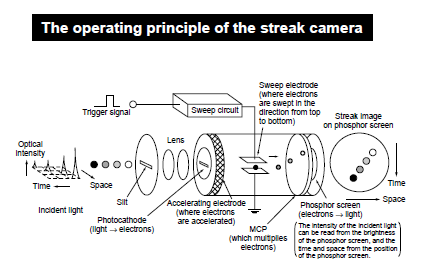 The operating principle of the streak camera
Sweep electrode
(where electrons
are swept in the
direction from top
to bottom)
Trigger signal
Sweep circuit
Streak image
on phosphor screen
Lens
Optical
intensity
Time
Space
Slit
Incident light
Photocathode
(light → electrons)
Accelerating electrode
(where electrons
are accelerated)
MCP
(which multiplies
electrons)
Phosphor screen
(electrons → light)
Time
Space
The intensity of the incident light
can be read from the brightness
of the phosphor screen, and the
time and space from the position
of the phosphor screen.